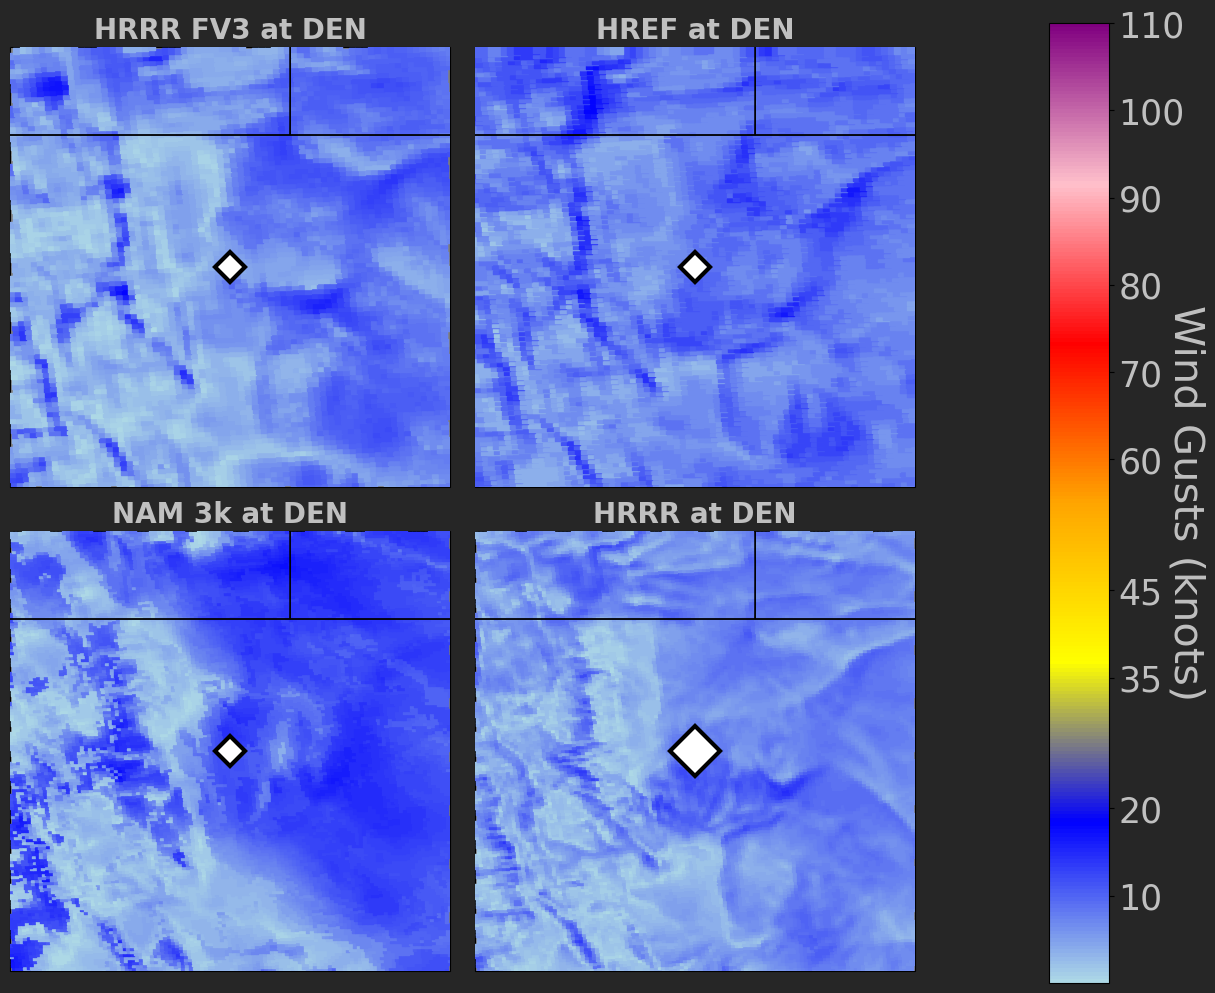 HRRR FV3 at DEN
HREF at DEN
NAM 3k at DEN
HRRR at DEN
110
100
90
80
70
60
45
35
20
10
Wind Gusts (knots)